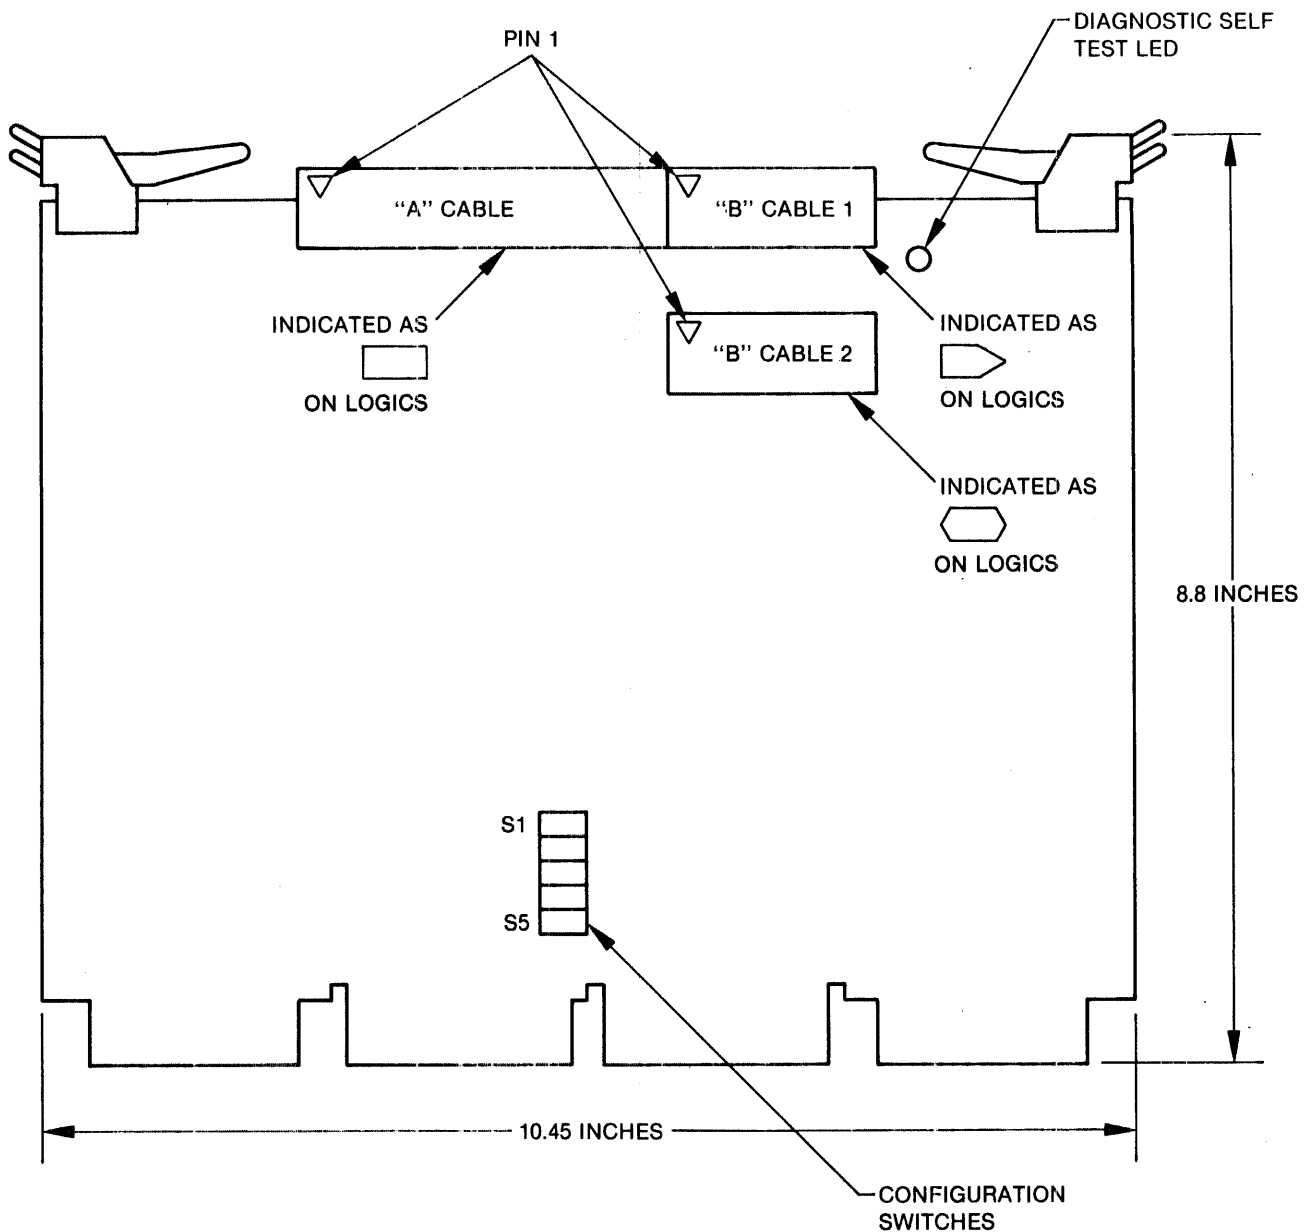 PIN 1
DIAGNOSTIC SELF
TEST LED
"A" CABLE
"B" CABLE 1
INDICATED AS
ON LOGICS
"B" CABLE 2
INDICATED AS
ON LOGICS
INDICATED AS
ON LOGICS
8.8 INCHES
S1
S5
10.45 INCHES
CONFIGURATION
SWITCHES